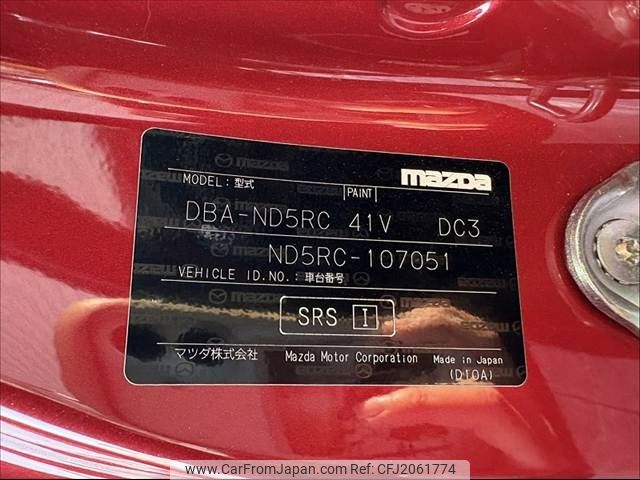 mazda
MODEL: 型式 PAINT
DBA-ND5RC 41V DC3
ND5RC-107051
VEHICLE ID.NO.: 車台番号
SRS I
マツダ株式会社 Mazda Motor Corporation Made in Japan
(D10A)
www.CarFromJapan.com CFJ2061774